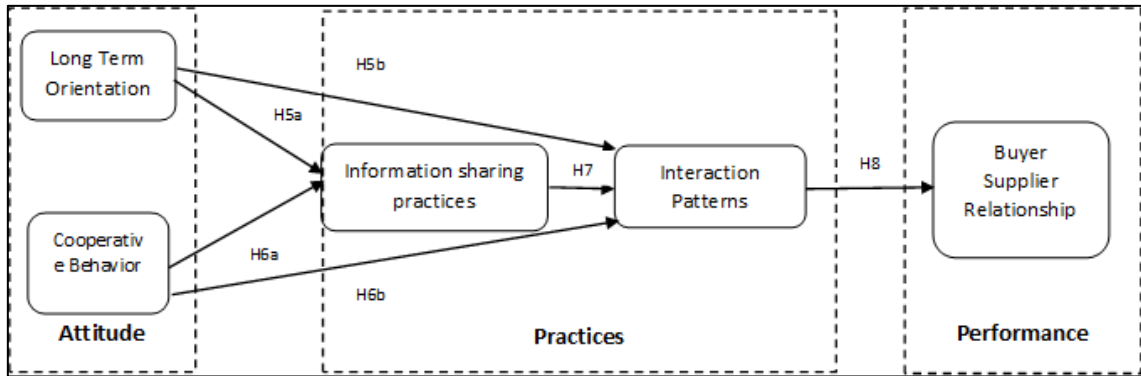 Long Term
Orientation
H5b
H5a
Information sharing
practices
H7
Interaction
Patterns
H8
Buyer
Supplier
Relationship
Cooperativ
e Behavior
H6a
H6b
Attitude
Practices
Performance